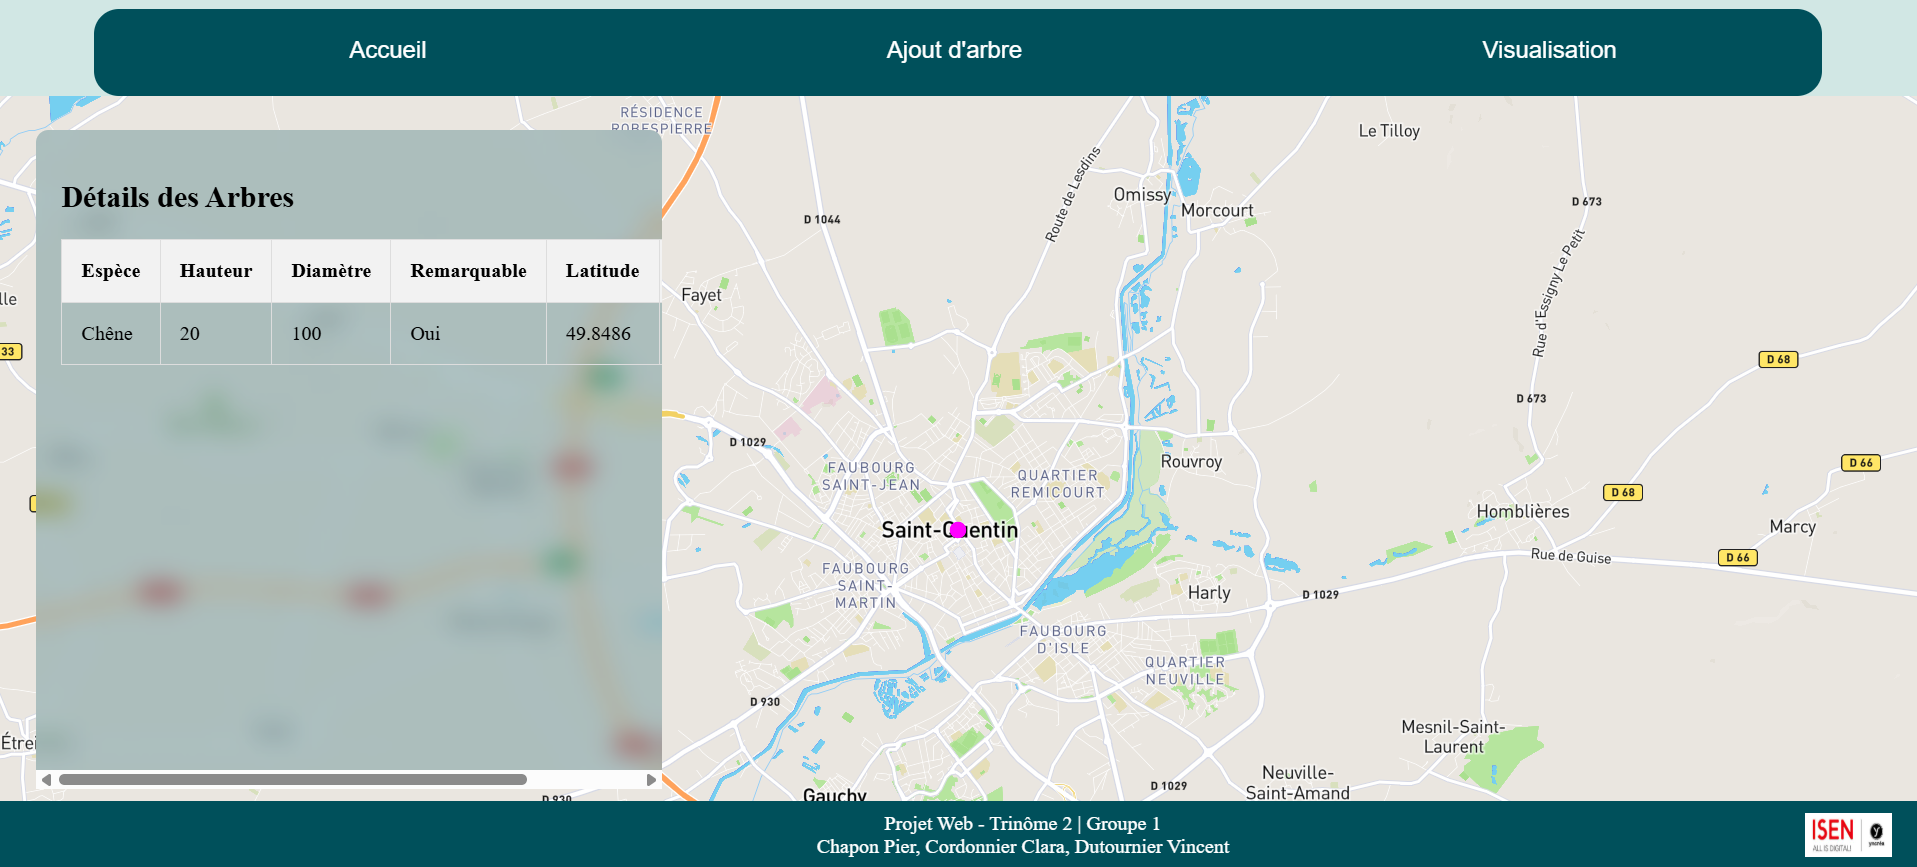 Accueil
Ajout d'arbre
Visualisation
RÉSIDENCE
ROBESPIERRE
Le Tilloy
Route de Lesdins
Omissy
Morcourt
D 1044
D 673
Rue d'Essigny Le Petit
Détails des Arbres
Espèce Hauteur Diamètre Remarquable Latitude
Chêne 20 100 Oui 49.8486
lle
Fayet
33
D 68
D 673
D 1029
FAUBOURG
SAINT-JEAN
QUARTIER
REMICOURT
Rouvroy
D 66
D 68
Saint-Quentin
Homblières
Marcy
Rue de Guise
D 66
FAUBOURG
SAINT-
MARTIN
Harly
D 1029
FAUBOURG
D'ISLE
QUARTIER
NEUVILLE
D 930
Étrei
Mesnil-Saint-
Laurent
Neuville-
Saint-Amand
D 1029
Gauchy
D 930
Projet Web - Trinôme 2 | Groupe 1
Chapon Pier, Cordonnier Clara, Dutournier Vincent
ISEN
ALL IS DIGITAL!
yncréa